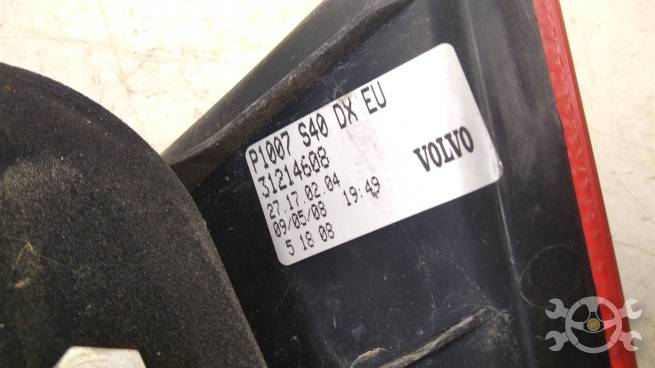 P1007 S40 DX EU
31214608
27.17.02.04
09/05/08 19:49
5 18 08
VOLVO